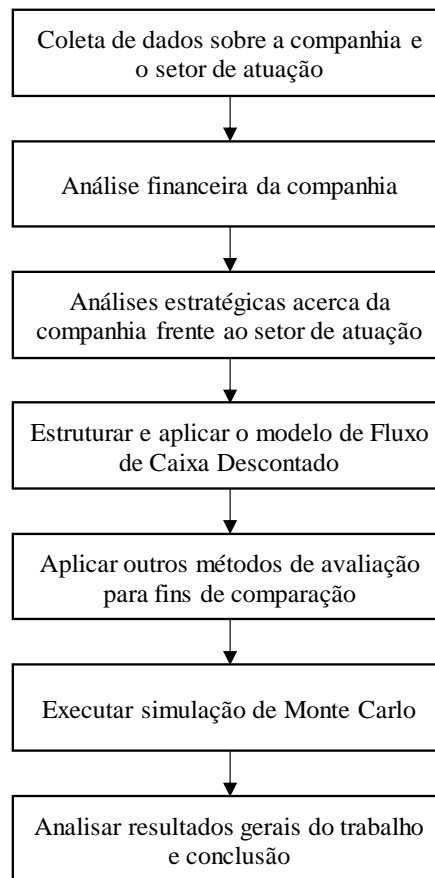 Coleta de dados sobre a companhia e
o setor de atuação
Análise financeira da companhia
Análises estratégicas acerca da
companhia frente ao setor de atuação
Estruturar e aplicar o modelo de Fluxo
de Caixa Descontado
Aplicar outros métodos de avaliação
para fins de comparação
Executar simulação de Monte Carlo
Analisar resultados gerais do trabalho
e conclusão